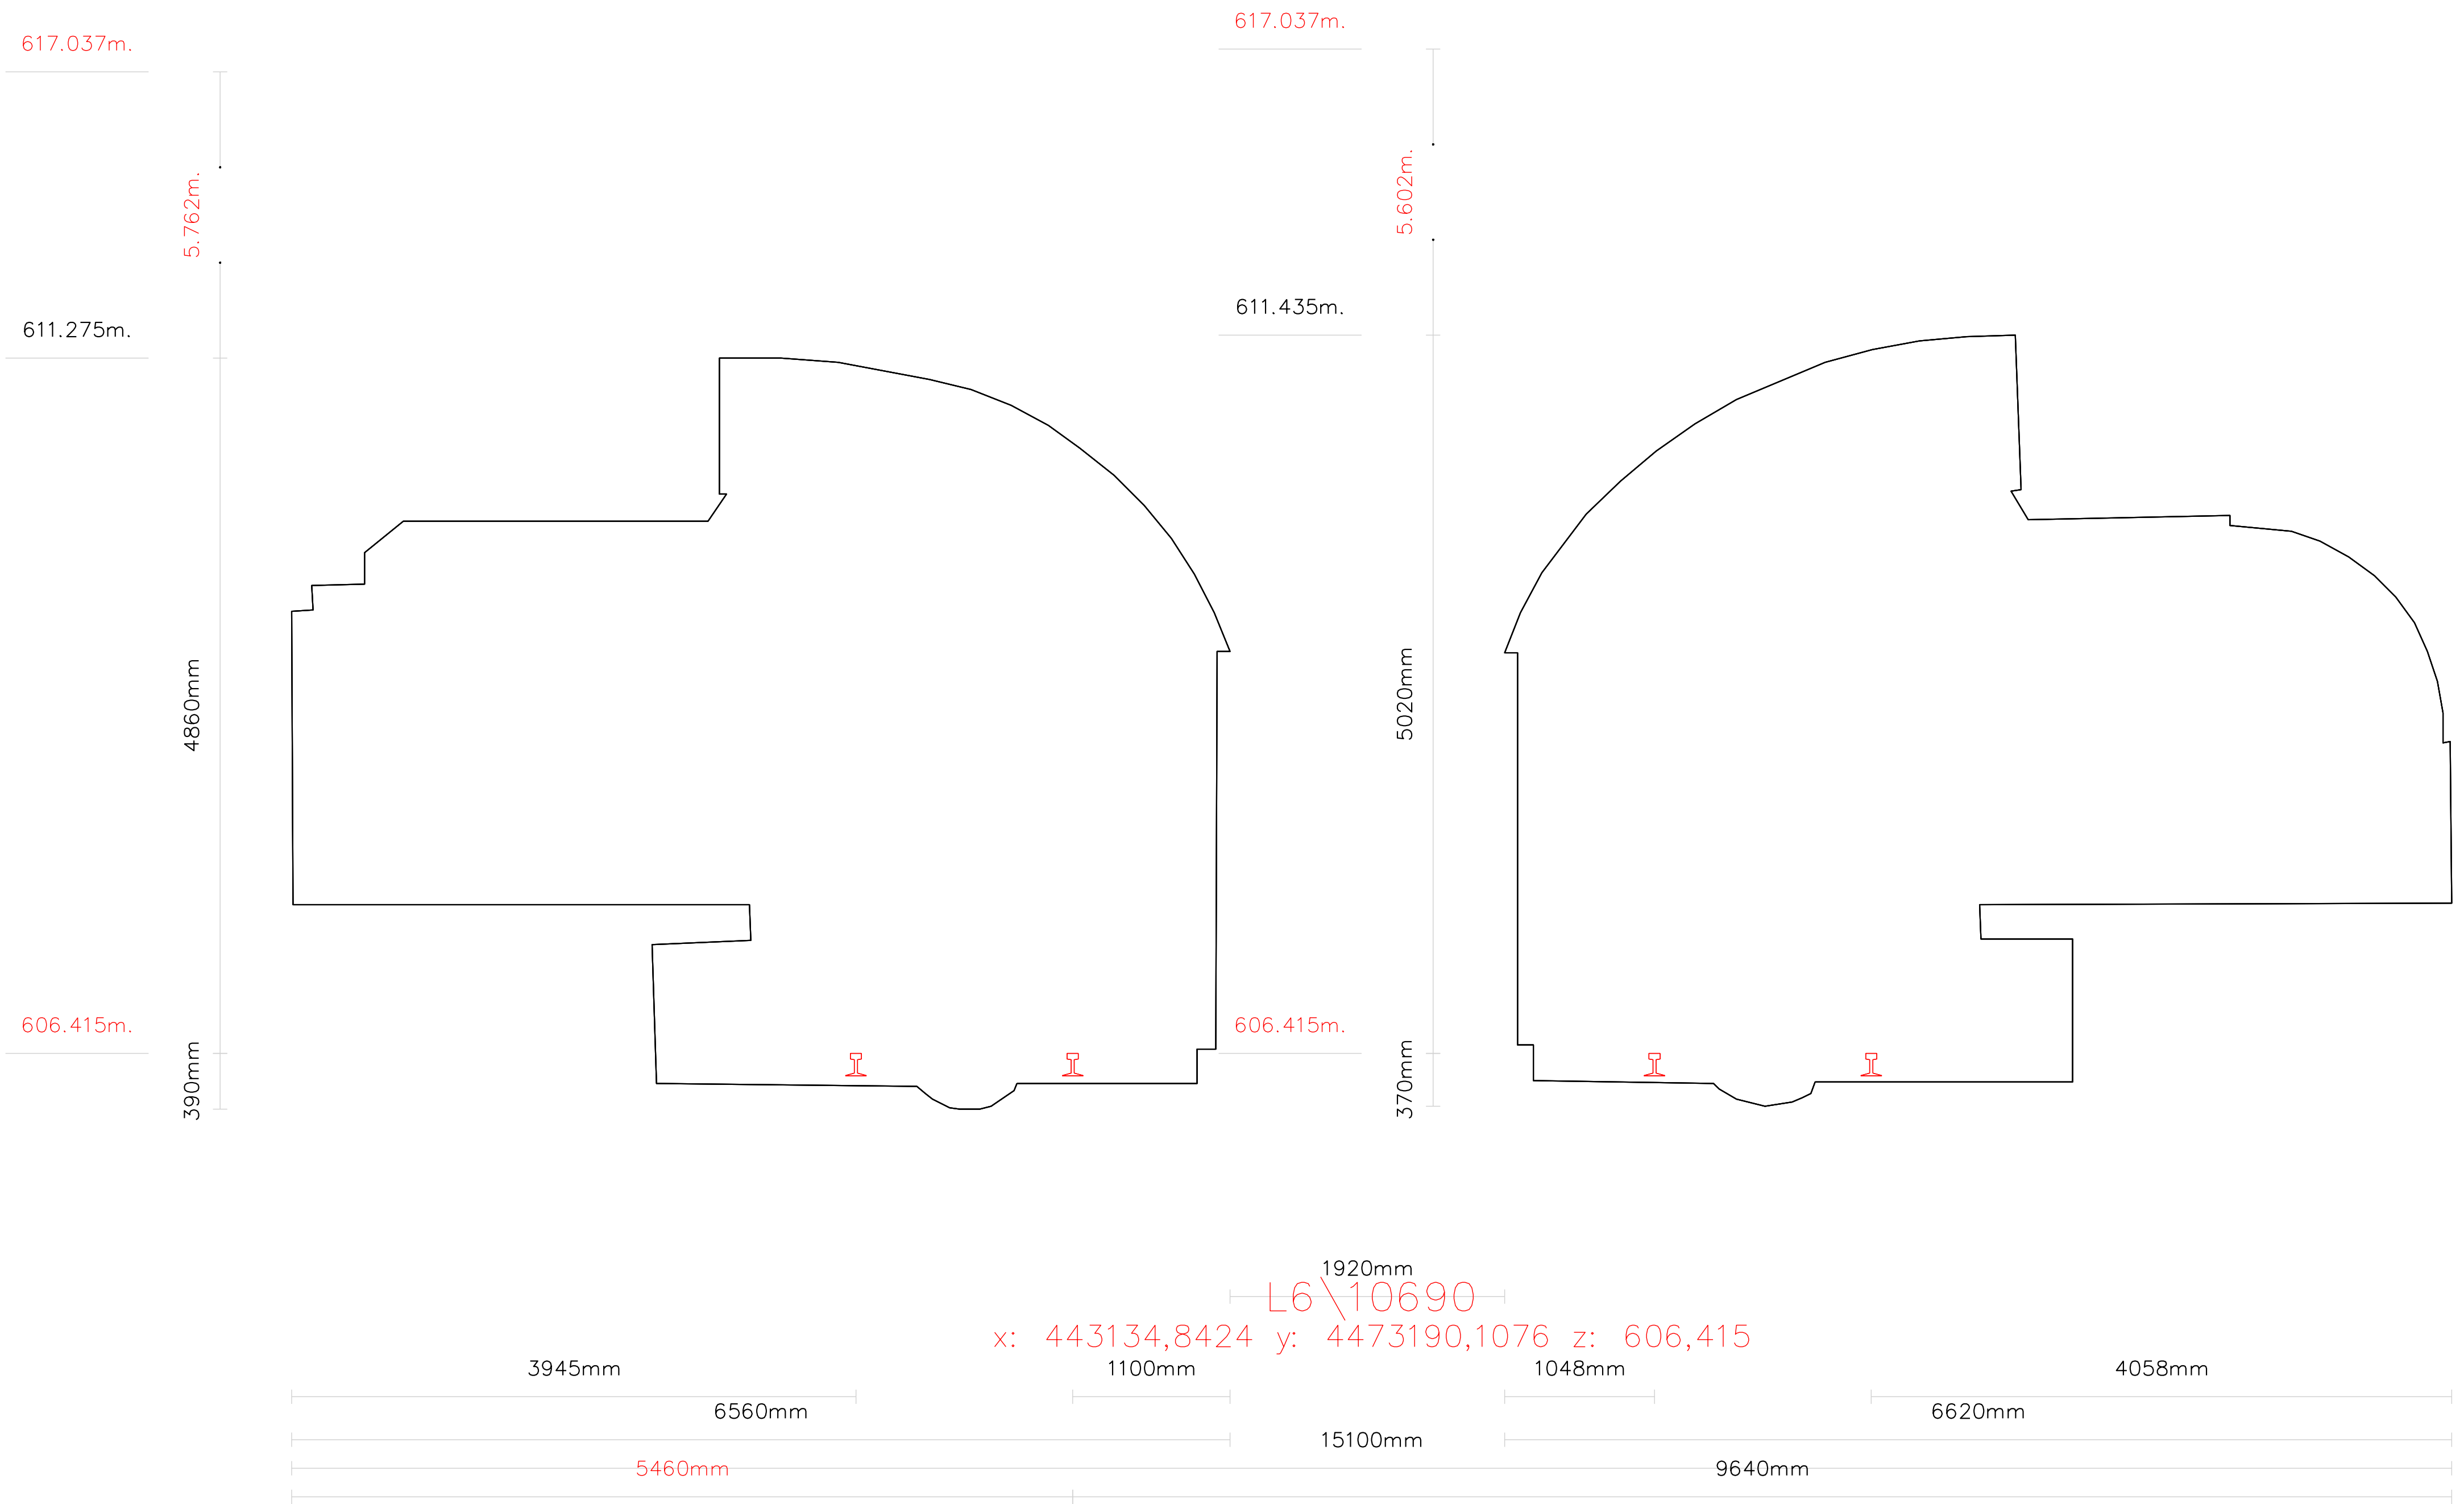 617.037m.
617.037m.
5.762m.
5.602m.
611.275m.
611.435m.
4860mm
5020mm
606.415m.
606.415m.
390mm
370mm
1920mm
L6\10690
x: 443134,8424 y: 4473190,1076 z: 606,415
3945mm
1100mm
1048mm
4058mm
6560mm
6620mm
15100mm
5460mm
9640mm